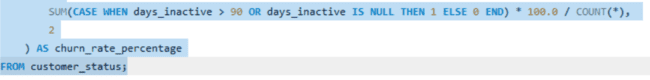 SUM(CASE WHEN days_inactive > 90 OR days_inactive IS NULL THEN 1 ELSE 0 END) * 100.0 / COUNT(*),
2
) AS churn_rate_percentage
FROM customer_status;